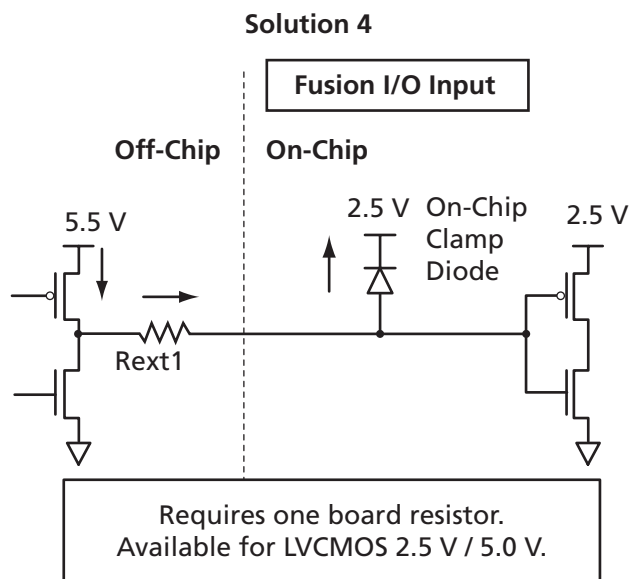 Solution 4
Fusion I/O Input
Off-Chip
On-Chip
5.5 V
2.5 V
On-Chip
Clamp
Diode
2.5 V
Rext1
Requires one board resistor.
Available for LVCMOS 2.5 V / 5.0 V.